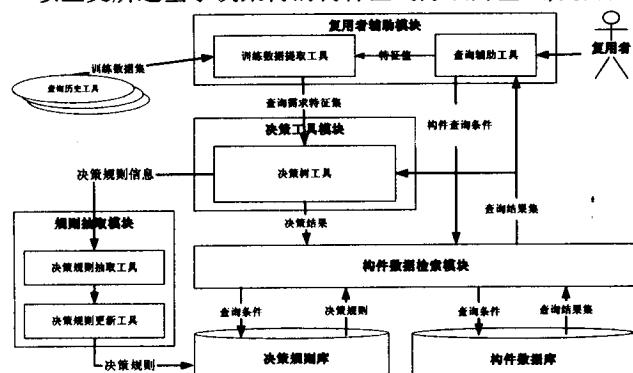 复用者辅助模块
训练数据提取工具
特征值
查询辅助工具
复用者
训练数据集
查询历史工具
查询需求特征集
构件查询条件
决策工具模块
决策树工具
决策规则信息
决策结果
查询结果集
规则抽取模块
决策规则抽取工具
决策规则更新工具
构件数据检索模块
查询条件
决策规则
查询条件
查询结果集
决策规则
决策规则库
构件数据库